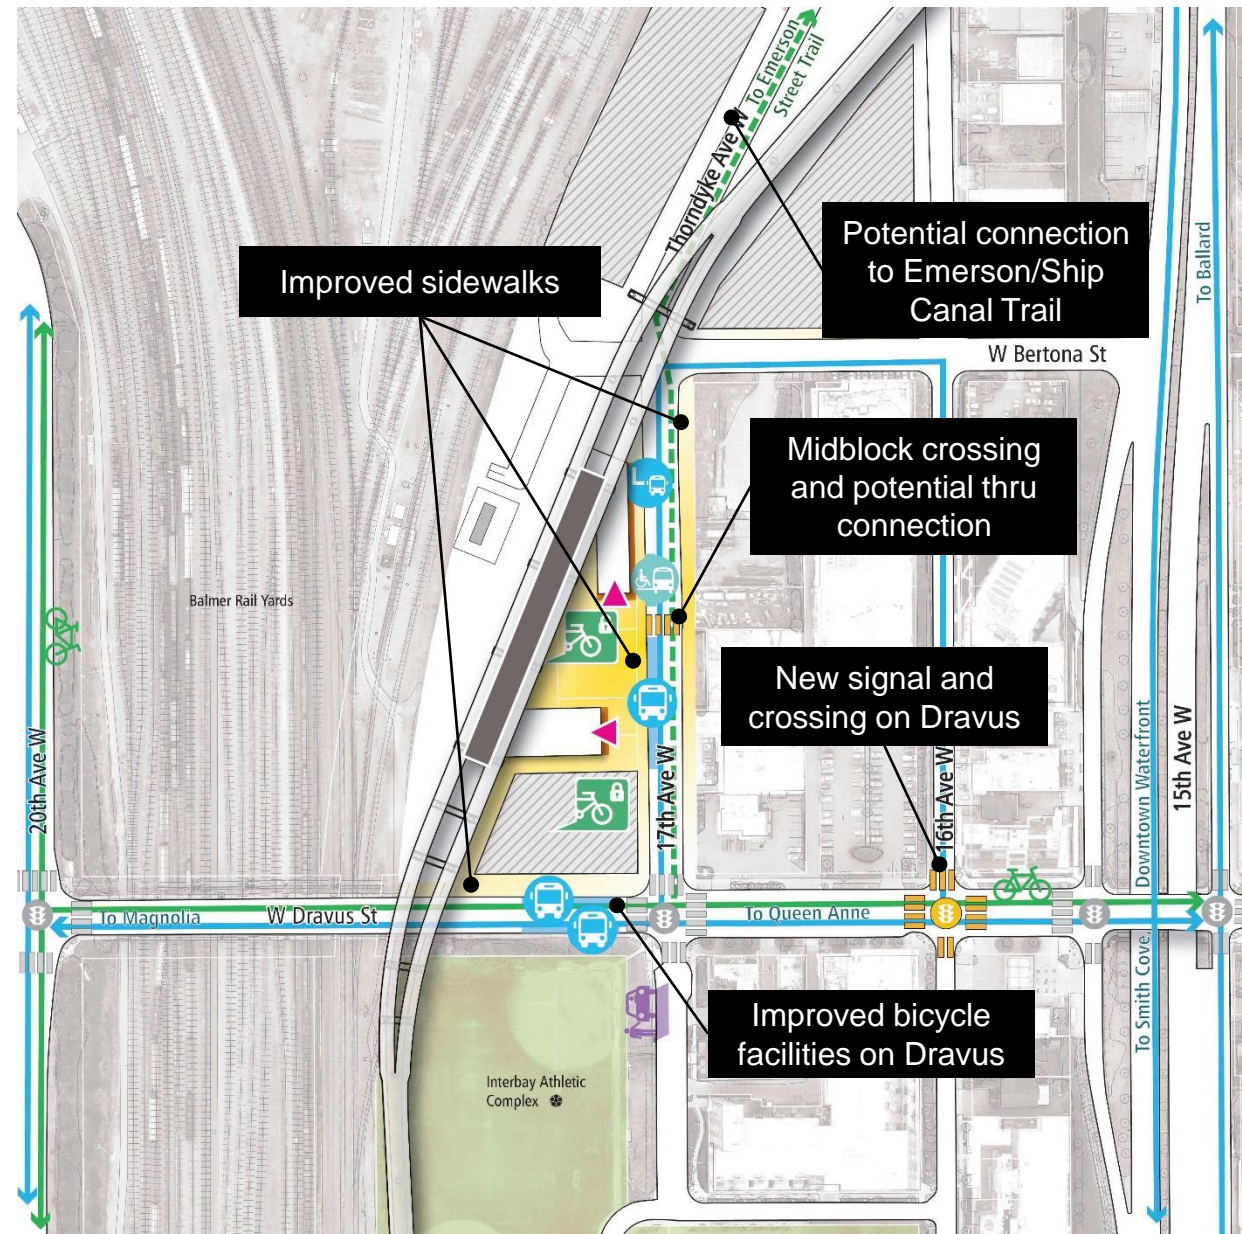 To Emerson
Street Trail
Thorndyke Ave W
Potential connection
to Emerson/Ship
Canal Trail
To Ballard
Improved sidewalks
W Bertona St
Midblock crossing
and potential thru
connection
Balmer Rail Yards
New signal and
crossing on Dravus
20th Ave W
17th Ave W
16th Ave W
15th Ave W
To Smith Cove, Downtown Waterfront
To Magnolia
W Dravus St
To Queen Anne
Improved bicycle
facilities on Dravus
Interbay Athletic
Complex